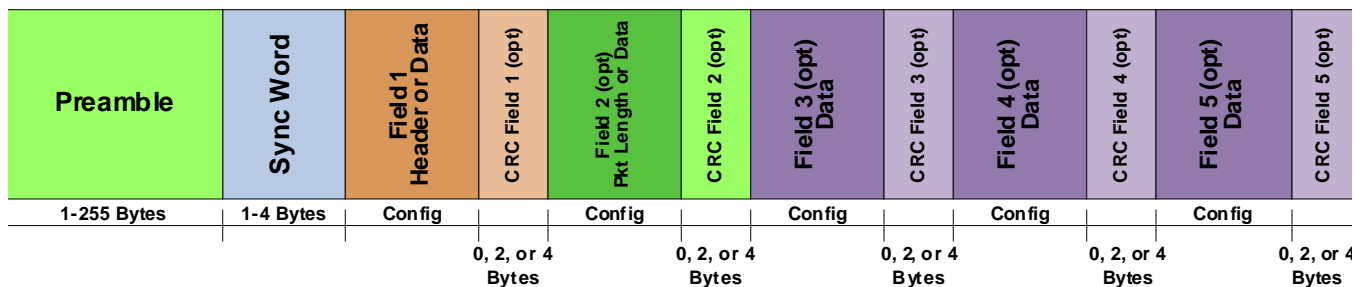 Preamble
Sync Word
Field 1
Header or Data
CRC Field 1 (opt)
Field 2 (opt)
Pkt Length or Data
CRC Field 2 (opt)
Field 3 (opt)
Data
CRC Field 3 (opt)
Field 4 (opt)
Data
CRC Field 4 (opt)
Field 5 (opt)
Data
CRC Field 5 (opt)
1-255 Bytes
1-4 Bytes
Config
Config
Config
Config
Config
0, 2, or 4
Bytes
0, 2, or 4
Bytes
0, 2, or 4
Bytes
0, 2, or 4
Bytes
0, 2, or 4
Bytes